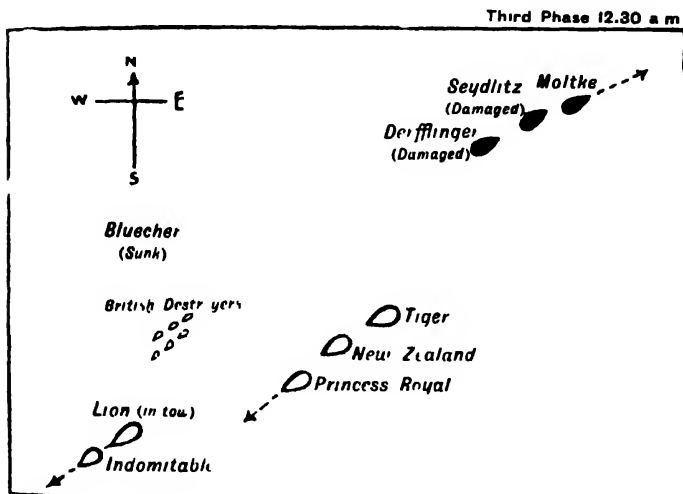 Third Phase 12.30 a m
N
W E
S
Seydlitz Moltke
(Damaged)
Derfflinger
(Damaged)
Bluecher
(Sunk)
British Destroyers
Tiger
New Zealand
Princess Royal
Lion (in tow)
Indomitable